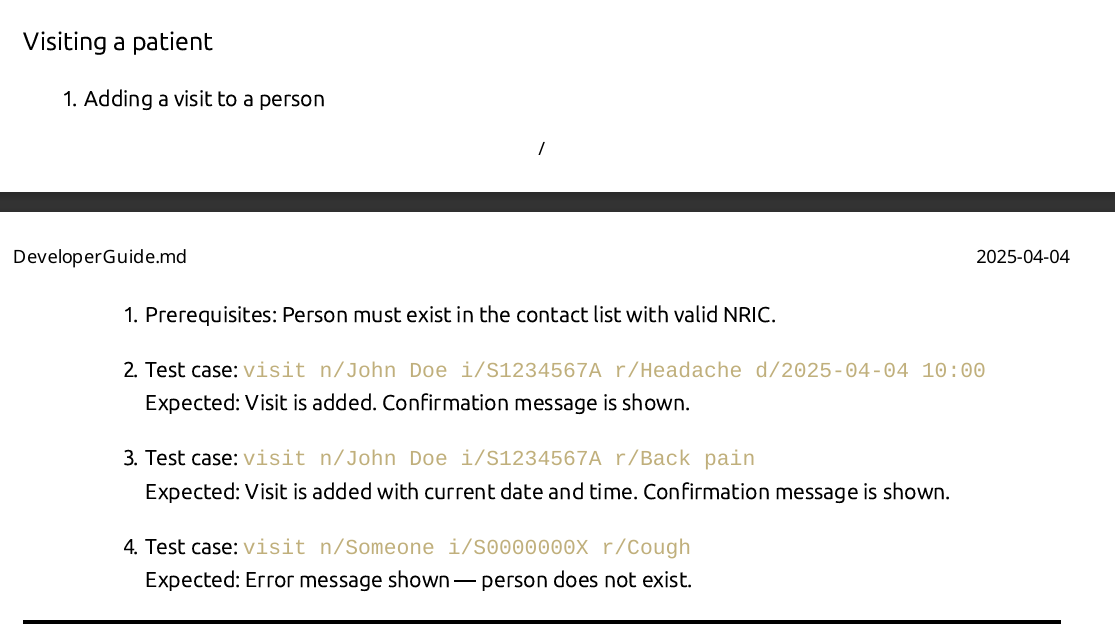 Visiting a patient
1. Adding a visit to a person
/
DeveloperGuide.md 2025-04-04
1. Prerequisites: Person must exist in the contact list with valid NRIC.
2. Test case: visit n/John Doe i/S1234567A r/Headache d/2025-04-04 10:00
Expected: Visit is added. Confirmation message is shown.
3. Test case: visit n/John Doe i/S1234567A r/Back pain
Expected: Visit is added with current date and time. Confirmation message is shown.
4. Test case: visit n/Someone i/S0000000X r/Cough
Expected: Error message shown — person does not exist.